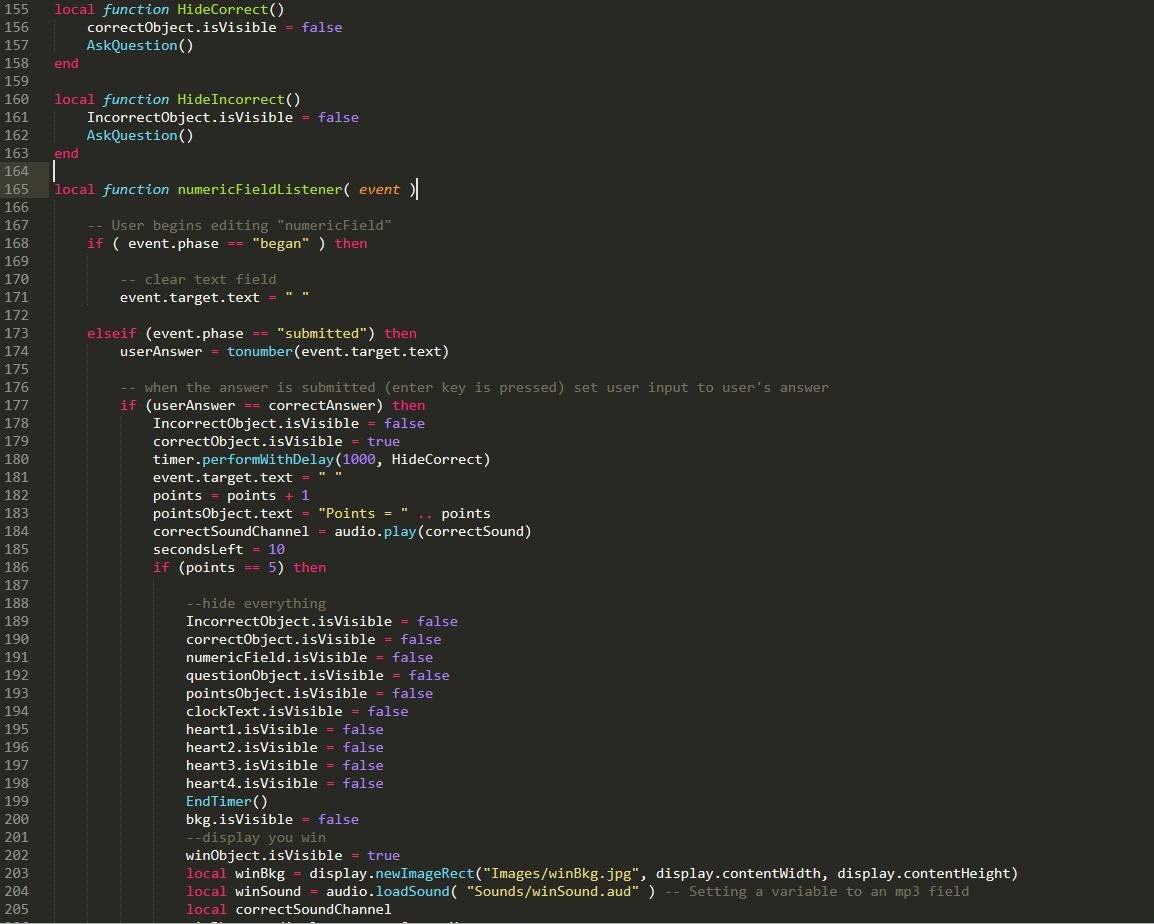 155 local function HideCorrect()
156     correctObject.isVisible = false
157     AskQuestion()
158 end
159
160 local function HideIncorrect()
161     IncorrectObject.isVisible = false
162     AskQuestion()
163 end
164
165 local function numericFieldListener( event )
166
167     -- User begins editing "numericField"
168     if ( event.phase == "began" ) then
169
170         -- clear text field
171         event.target.text = " "
172
173     elseif (event.phase == "submitted") then
174         userAnswer = tonumber(event.target.text)
175
176         -- when the answer is submitted (enter key is pressed) set user input to user's answer
177         if (userAnswer == correctAnswer) then
178             IncorrectObject.isVisible = false
179             correctObject.isVisible = true
180             timer.performWithDelay(1000, HideCorrect)
181             event.target.text = " "
182             points = points + 1
183             pointsObject.text = "Points = " .. points
184             correctSoundChannel = audio.play(correctSound)
185             secondsLeft = 10
186             if (points == 5) then
187
188                 --hide everything
189                 IncorrectObject.isVisible = false
190                 correctObject.isVisible = false
191                 numericField.isVisible = false
192                 questionObject.isVisible = false
193                 pointsObject.isVisible = false
194                 clockText.isVisible = false
195                 heart1.isVisible = false
196                 heart2.isVisible = false
197                 heart3.isVisible = false
198                 heart4.isVisible = false
199                 EndTimer()
200                 bkg.isVisible = false
201                 --display you win
202                 winObject.isVisible = true
203                 local winBkg = display.newImageRect("Images/winBkg.jpg", display.contentWidth, display.contentHeight)
204                 local winSound = audio.loadSound( "Sounds/winSound.aud" ) -- Setting a variable to an mp3 field
205                 local correctSoundChannel